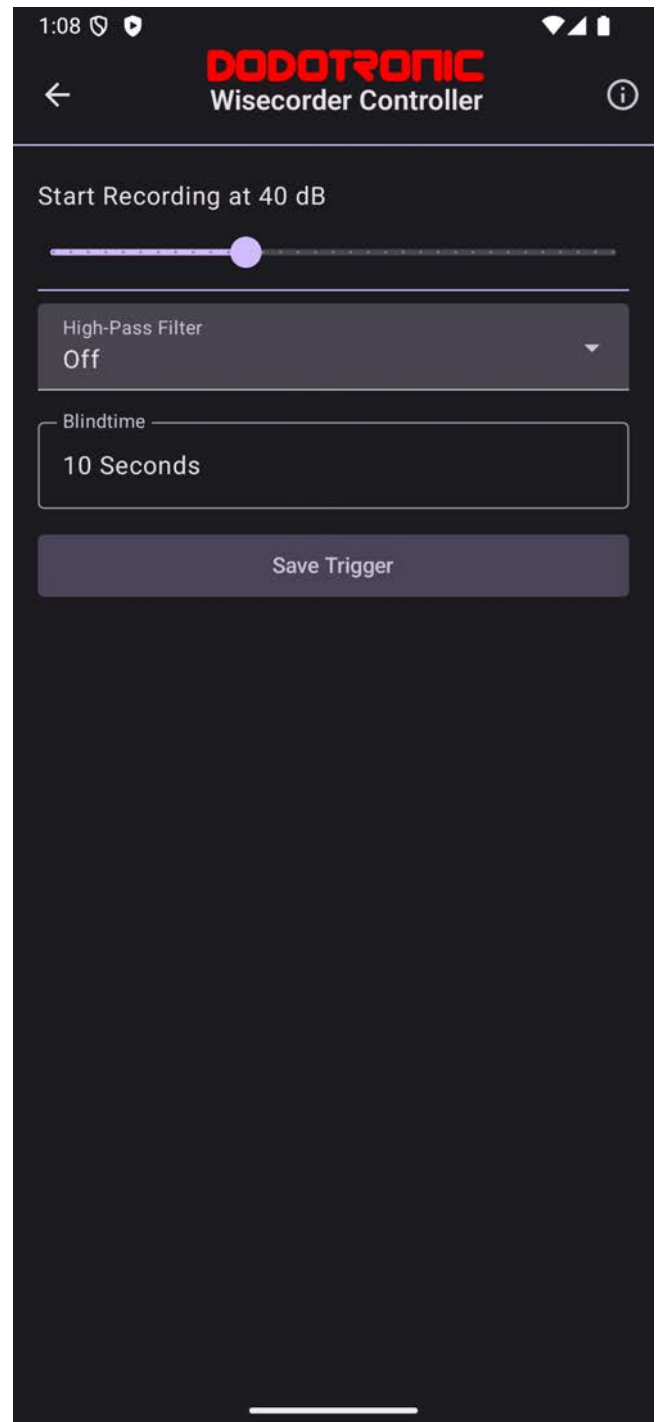 1:08
DODOTRONIC
Wisecorder Controller
Start Recording at 40 dB
High-Pass Filter
Off
Blindtime
10 Seconds
Save Trigger